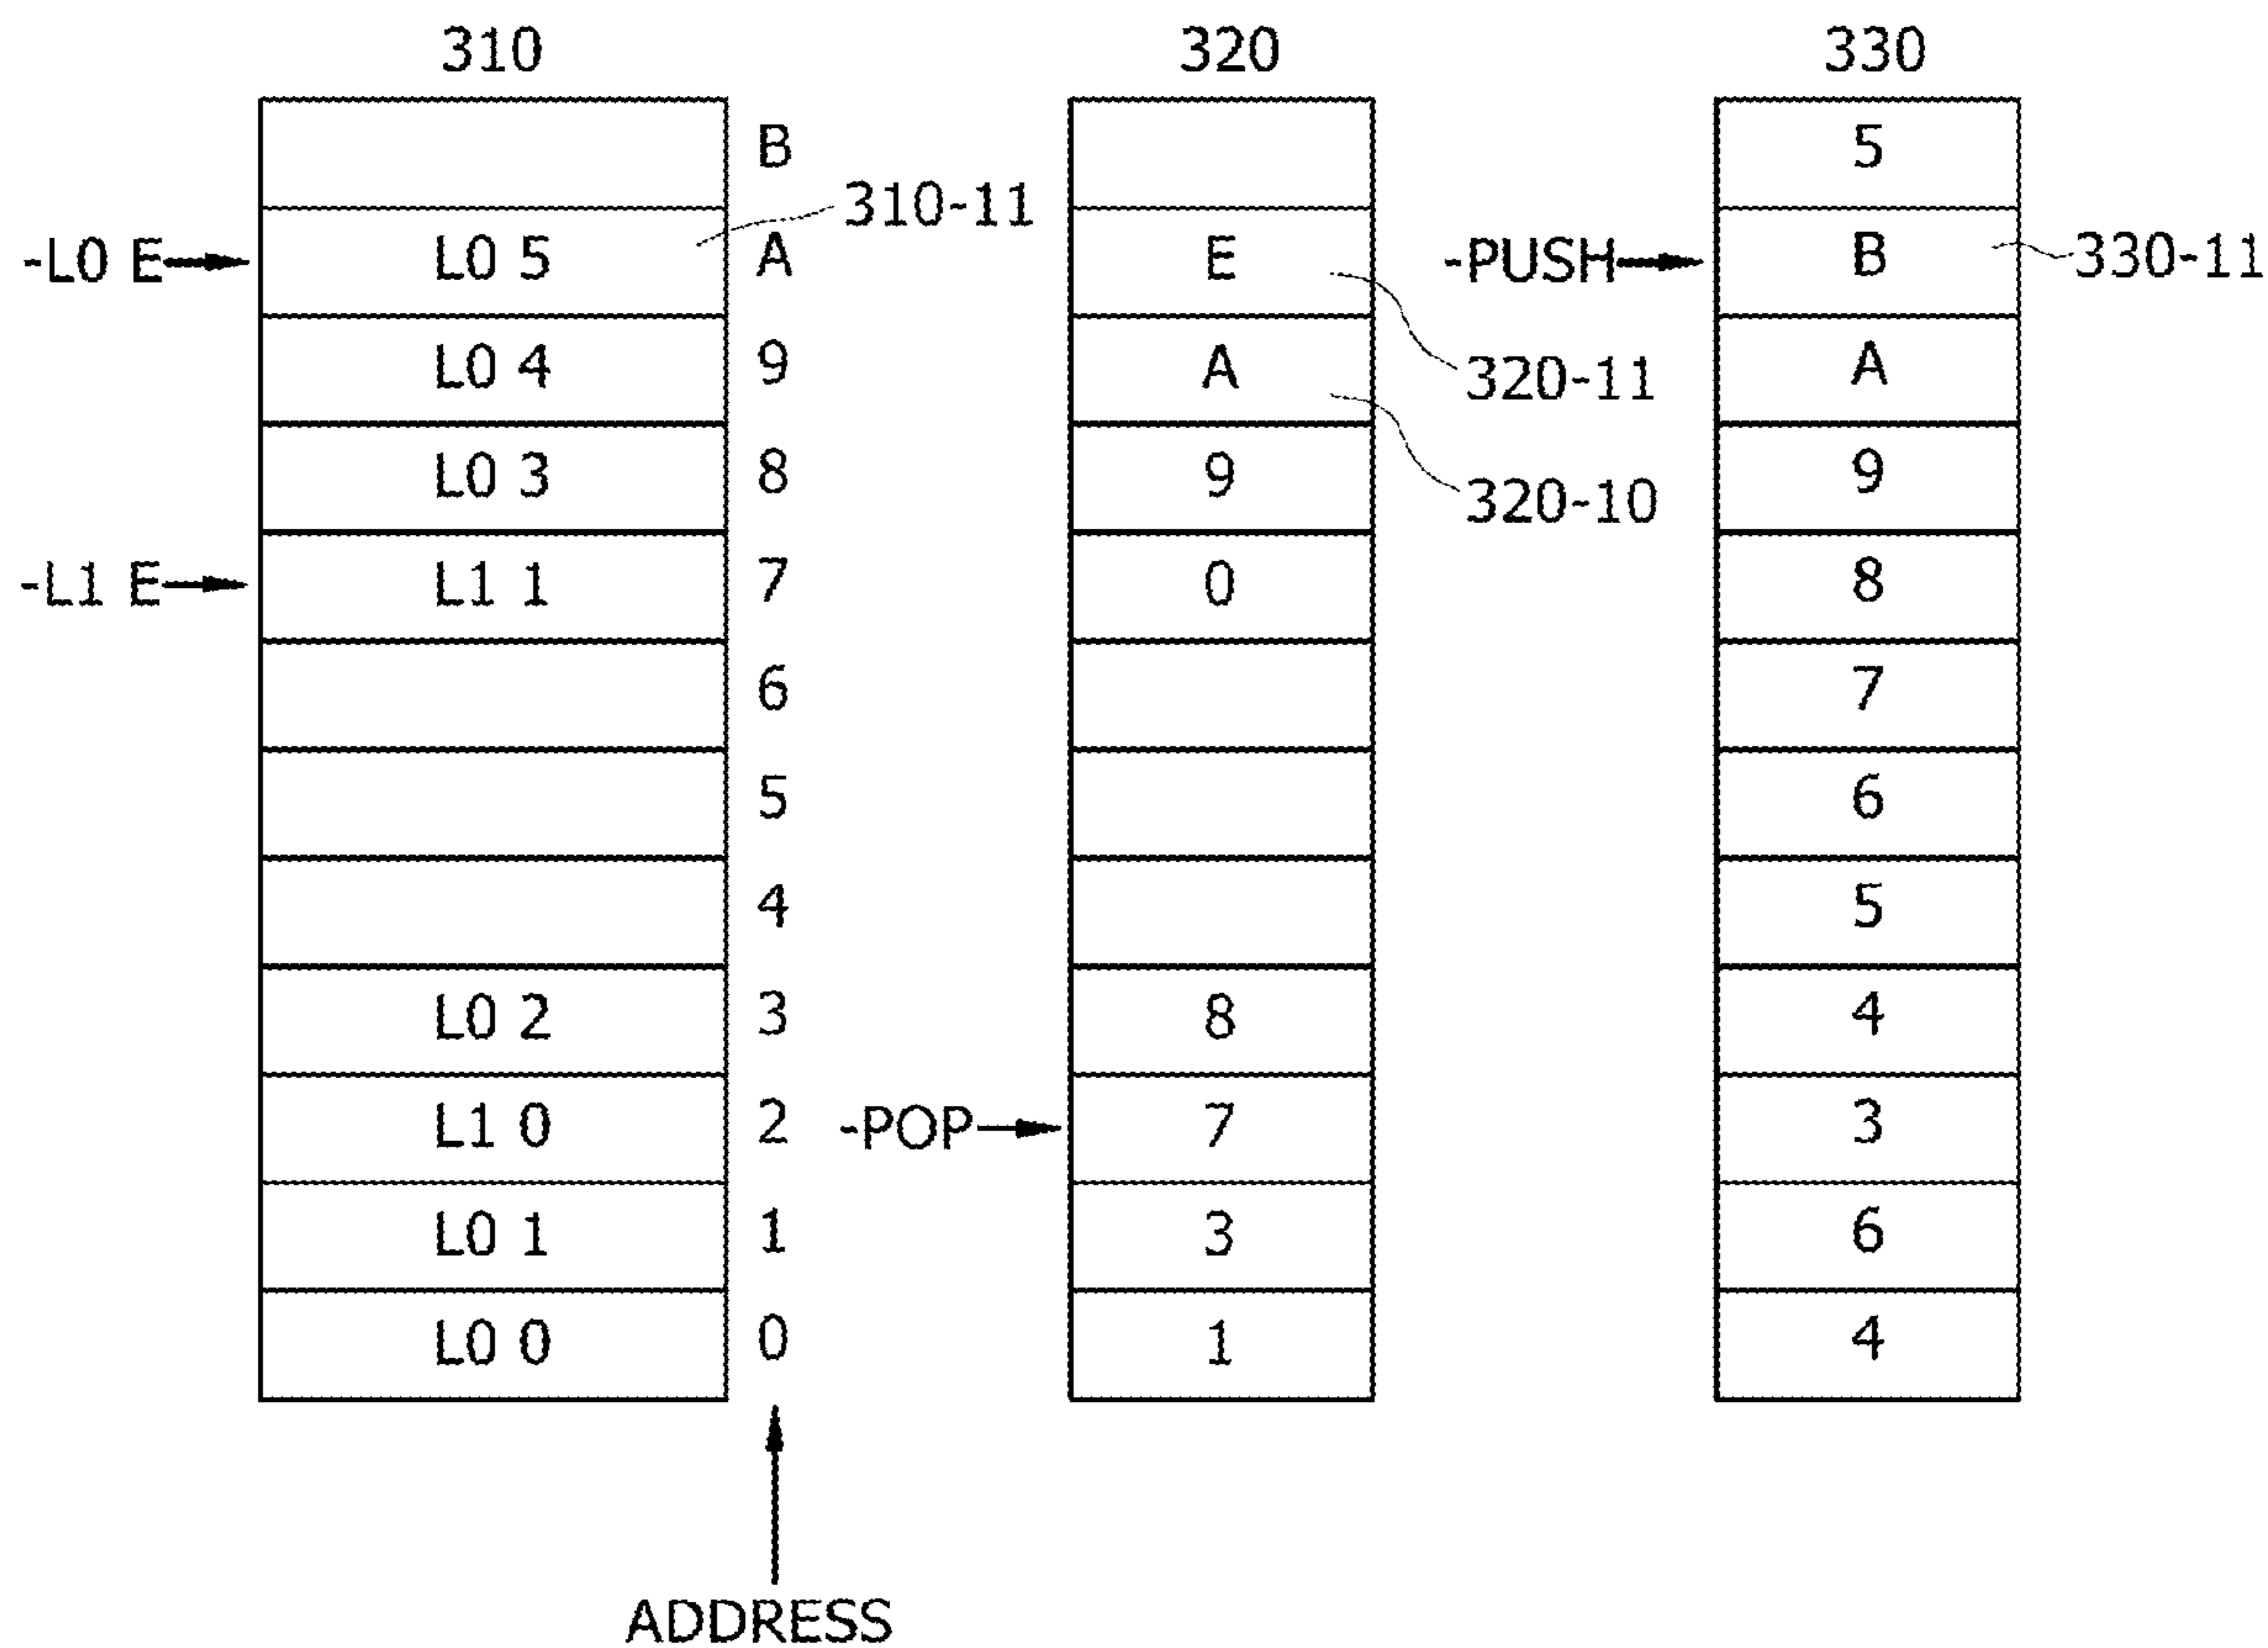 310 320 330
B 5
310-11
-L0 E L0 5 A E -PUSH B 330-11
L0 4 9 A A
320-11
L0 3 8 9 9
320-10
-L1 E L1 1 7 0 8
6 7
5 6
4 5
L0 2 3 8 4
L1 0 2 -POP 7 3
L0 1 1 3 6
L0 0 0 1 4
ADDRESS